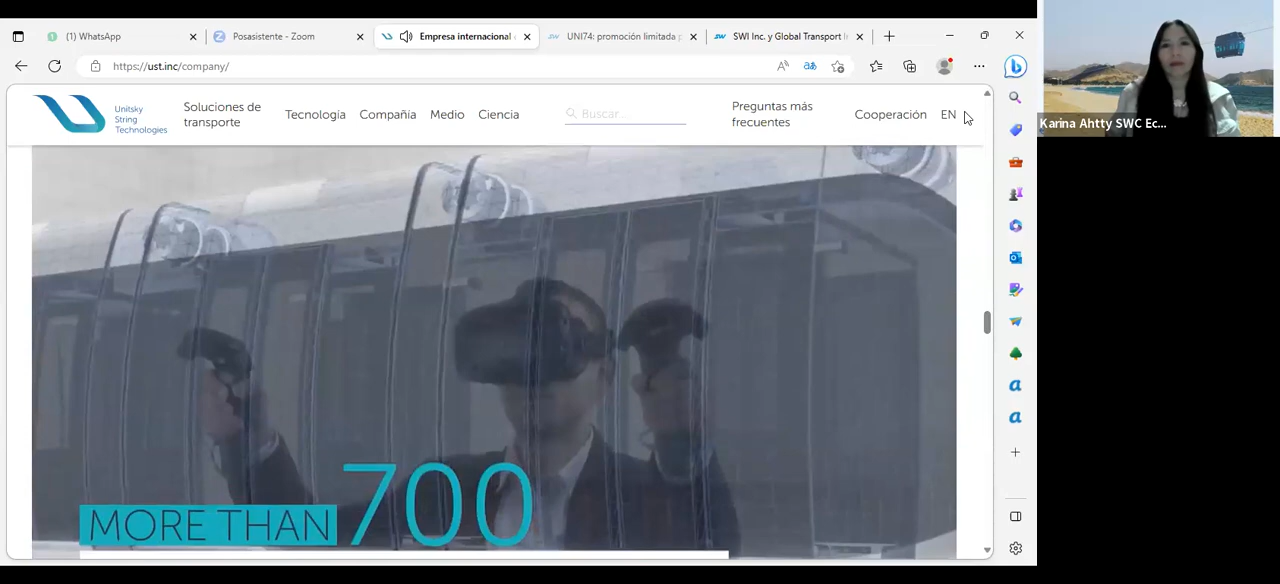 (1) WhatsApp
Posasistente - Zoom
Empresa internacional
UNI74: promoción limitada p
SWI Inc. y Global Transport I
https://ust.inc/company/
Unitsky
String
Technologies
Soluciones de
transporte
Tecnología
Compañía
Medio
Ciencia
Buscar...
Preguntas más
frecuentes
Cooperación
EN
MORE THAN 700
Karina Ahtty SWC Ec...